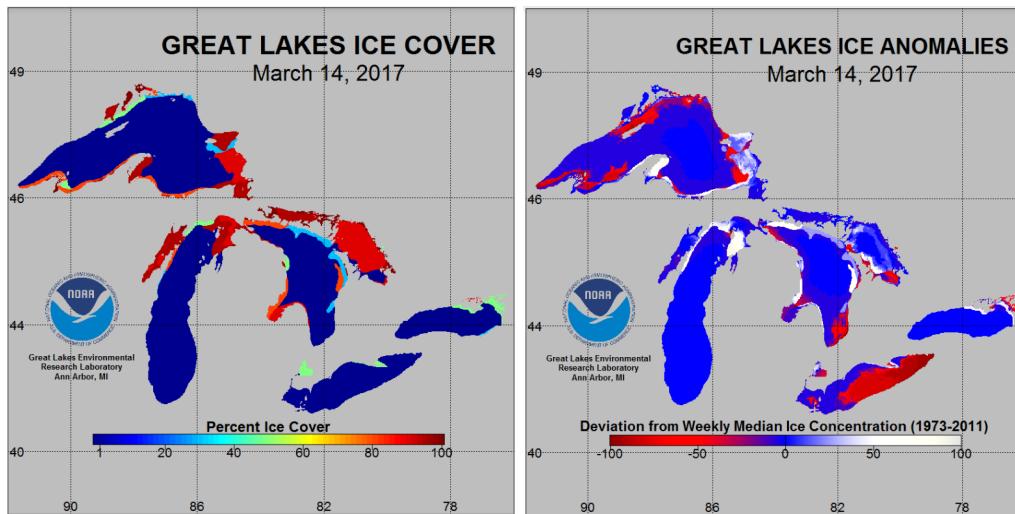 GREAT LAKES ICE COVER
March 14, 2017
49
46
44
40
NOAA
Great Lakes Environmental
Research Laboratory
Ann Arbor, MI
Percent Ice Cover
1 20 40 60 80 100
90 86 82 78
GREAT LAKES ICE ANOMALIES
March 14, 2017
49
46
44
40
NOAA
Great Lakes Environmental
Research Laboratory
Ann Arbor, MI
Deviation from Weekly Median Ice Concentration (1973-2011)
-100 -50 0 50 100
90 86 82 78